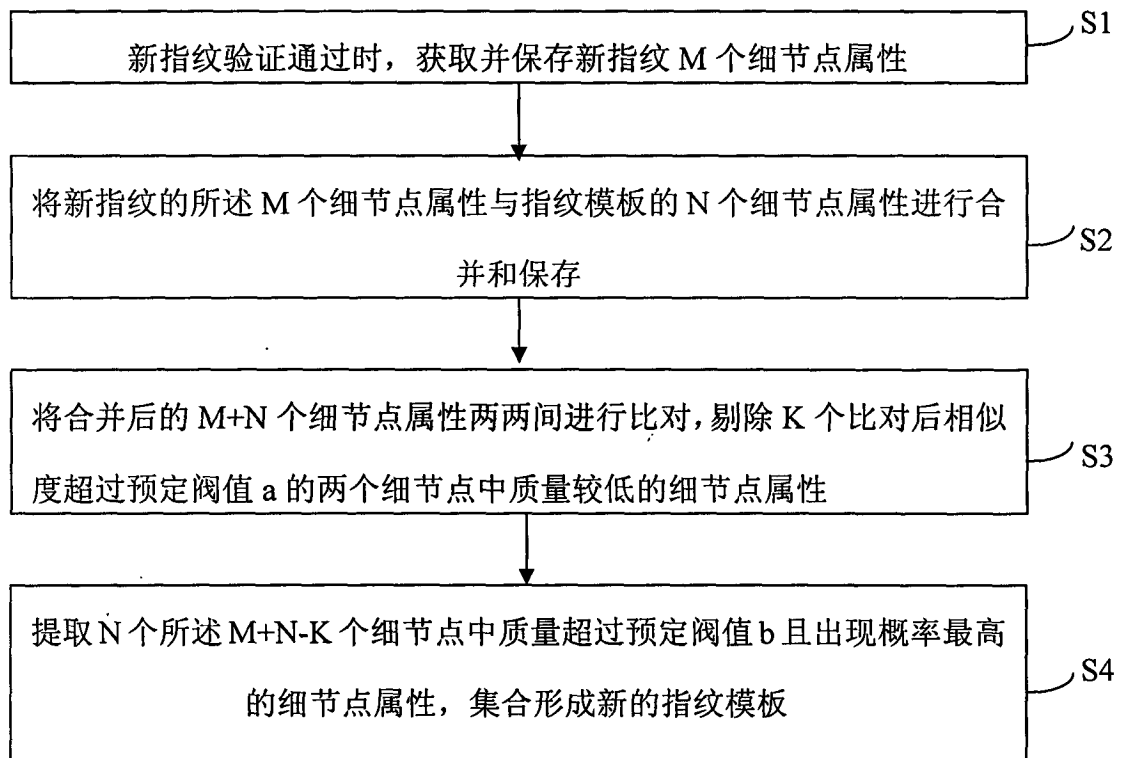 新指纹验证通过时，获取并保存新指纹 M 个细节点属性
S1
将新指纹的所述 M 个细节点属性与指纹模板的 N 个细节点属性进行合
并和保存
S2
将合并后的 M+N 个细节点属性两两间进行比对，剔除 K 个比对后相似
度超过预定阀值 a 的两个细节点中质量较低的细节点属性
S3
提取 N 个所述 M+N-K 个细节点中质量超过预定阀值 b 且出现概率最高
的细节点属性，集合形成新的指纹模板
S4